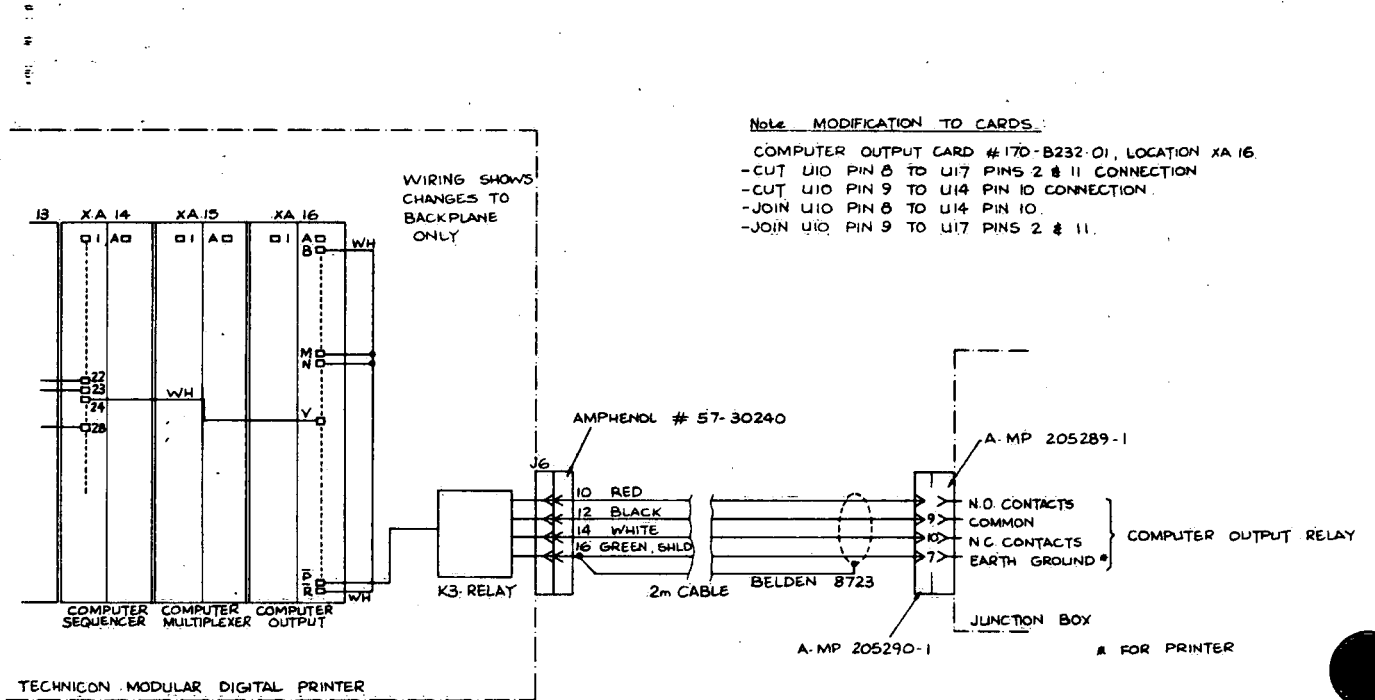 Note MODIFICATION TO CARDS:
COMPUTER OUTPUT CARD #170-B232-01, LOCATION XA 16.
-CUT U10 PIN 8 TO U17 PINS 2 & 11 CONNECTION
-CUT U10 PIN 9 TO U14 PIN 10 CONNECTION.
-JOIN U10 PIN 8 TO U14 PIN 10.
-JOIN U10 PIN 9 TO U17 PINS 2 & 11.
WIRING SHOWS
CHANGES TO
BACKPLANE
ONLY
13 XA 14 XA 15 XA 16
1 A 1 A 1 A
B WH
M
N
22
23
24 WH
V
28
P
R WH
COMPUTER SEQUENCER
COMPUTER MULTIPLEXER
COMPUTER OUTPUT
K3 RELAY
J6
AMPHENOL # 57-30240
10 RED
12 BLACK
14 WHITE
16 GREEN, SHLD
2m CABLE
BELDEN 8723
A-MP 205289-1
N.O. CONTACTS
9 COMMON
10 N.C. CONTACTS
7 EARTH GROUND *
COMPUTER OUTPUT RELAY
JUNCTION BOX
A-MP 205290-1
* FOR PRINTER
TECHNICON MODULAR DIGITAL PRINTER